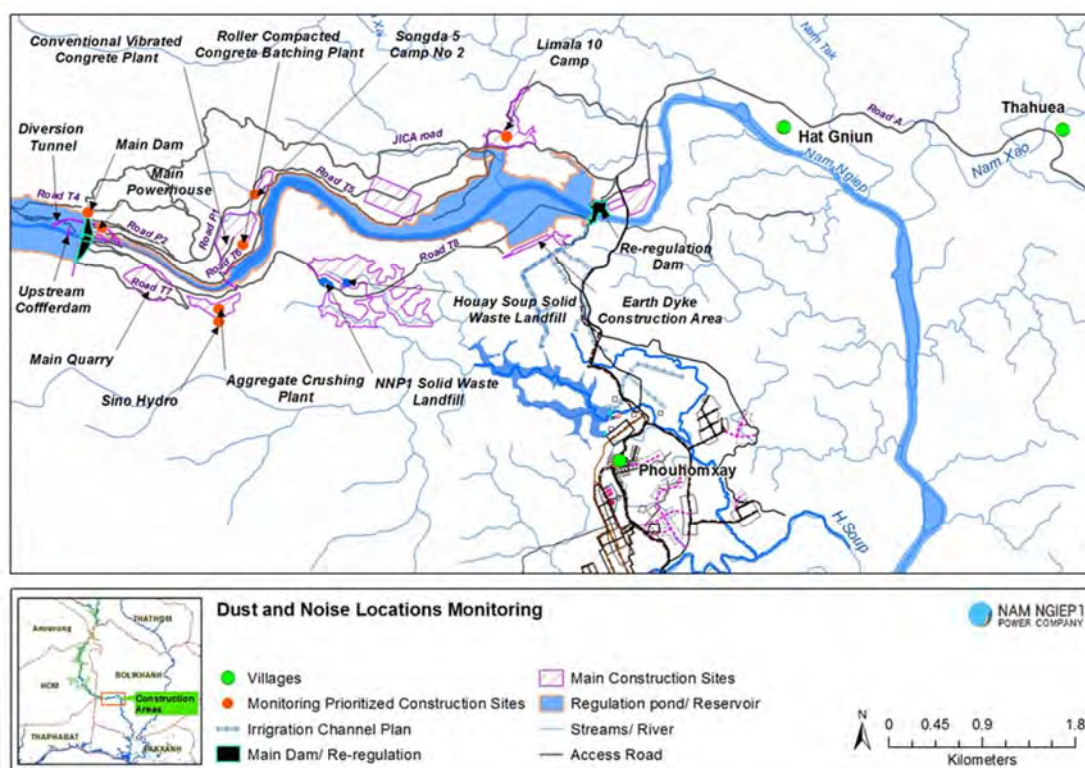 Conventional Vibrated
Congrete Plant
Roller Compacted
Concrete Batching Plant
Songda 5
Camp No 2
Limala 10
Camp
Nam Tak
Thahuea
Diversion
Tunnel
Main Dam
Main
Powerhouse
JICA road
Road A
Hat Gniun
Nam Ngiep
Nam Xao
Road T4
Road P2
Road P1
Road T5
Road T6
Road T8
Road T7
Re-regulation
Dam
Upstream
Coffferdam
Houay Soup Solid
Waste Landfill
Earth Dyke
Construction Area
Main Quarry
Sino Hydro
Aggregate Crushing
Plant
NNP1 Solid Waste
Landfill
Phouhomxay
H.Soup
Dust and Noise Locations Monitoring
NAM NGIEP1
POWER COMPANY
THATHOM
HOM
BOLIKHANH
Construction
Areas
THAPHABAT
PAKXANH
Villages
Monitoring Prioritized Construction Sites
Irrigration Channel Plan
Main Dam/ Re-regulation
Main Construction Sites
Regulation pond/ Reservoir
Streams/ River
Access Road
N
0 0.45 0.9 1.8
Kilometers